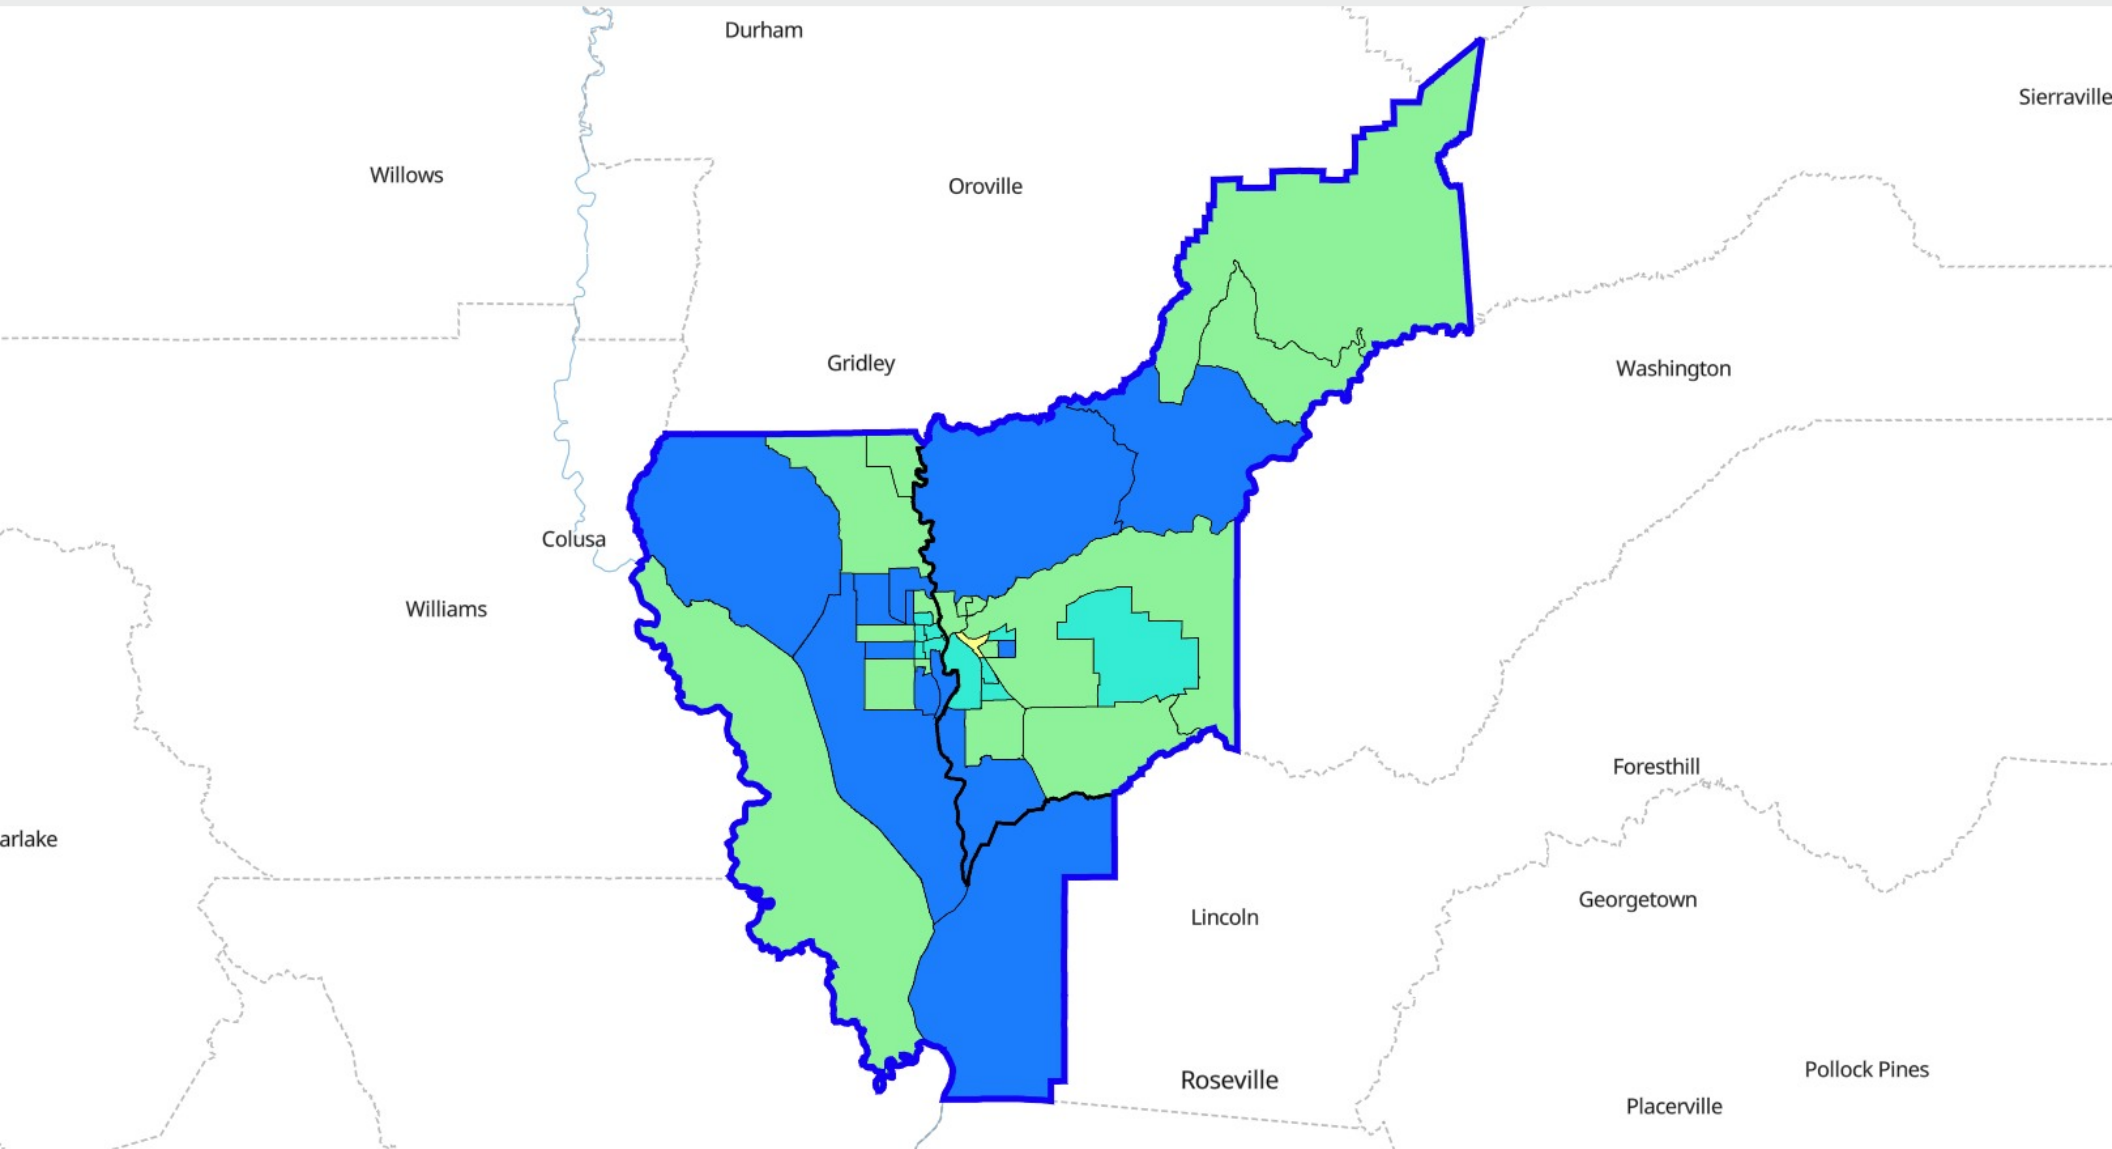 Durham
Sierraville
Willows
Oroville
Gridley
Washington
Colusa
Williams
Foresthill
arlake
Georgetown
Lincoln
Roseville
Pollock Pines
Placerville